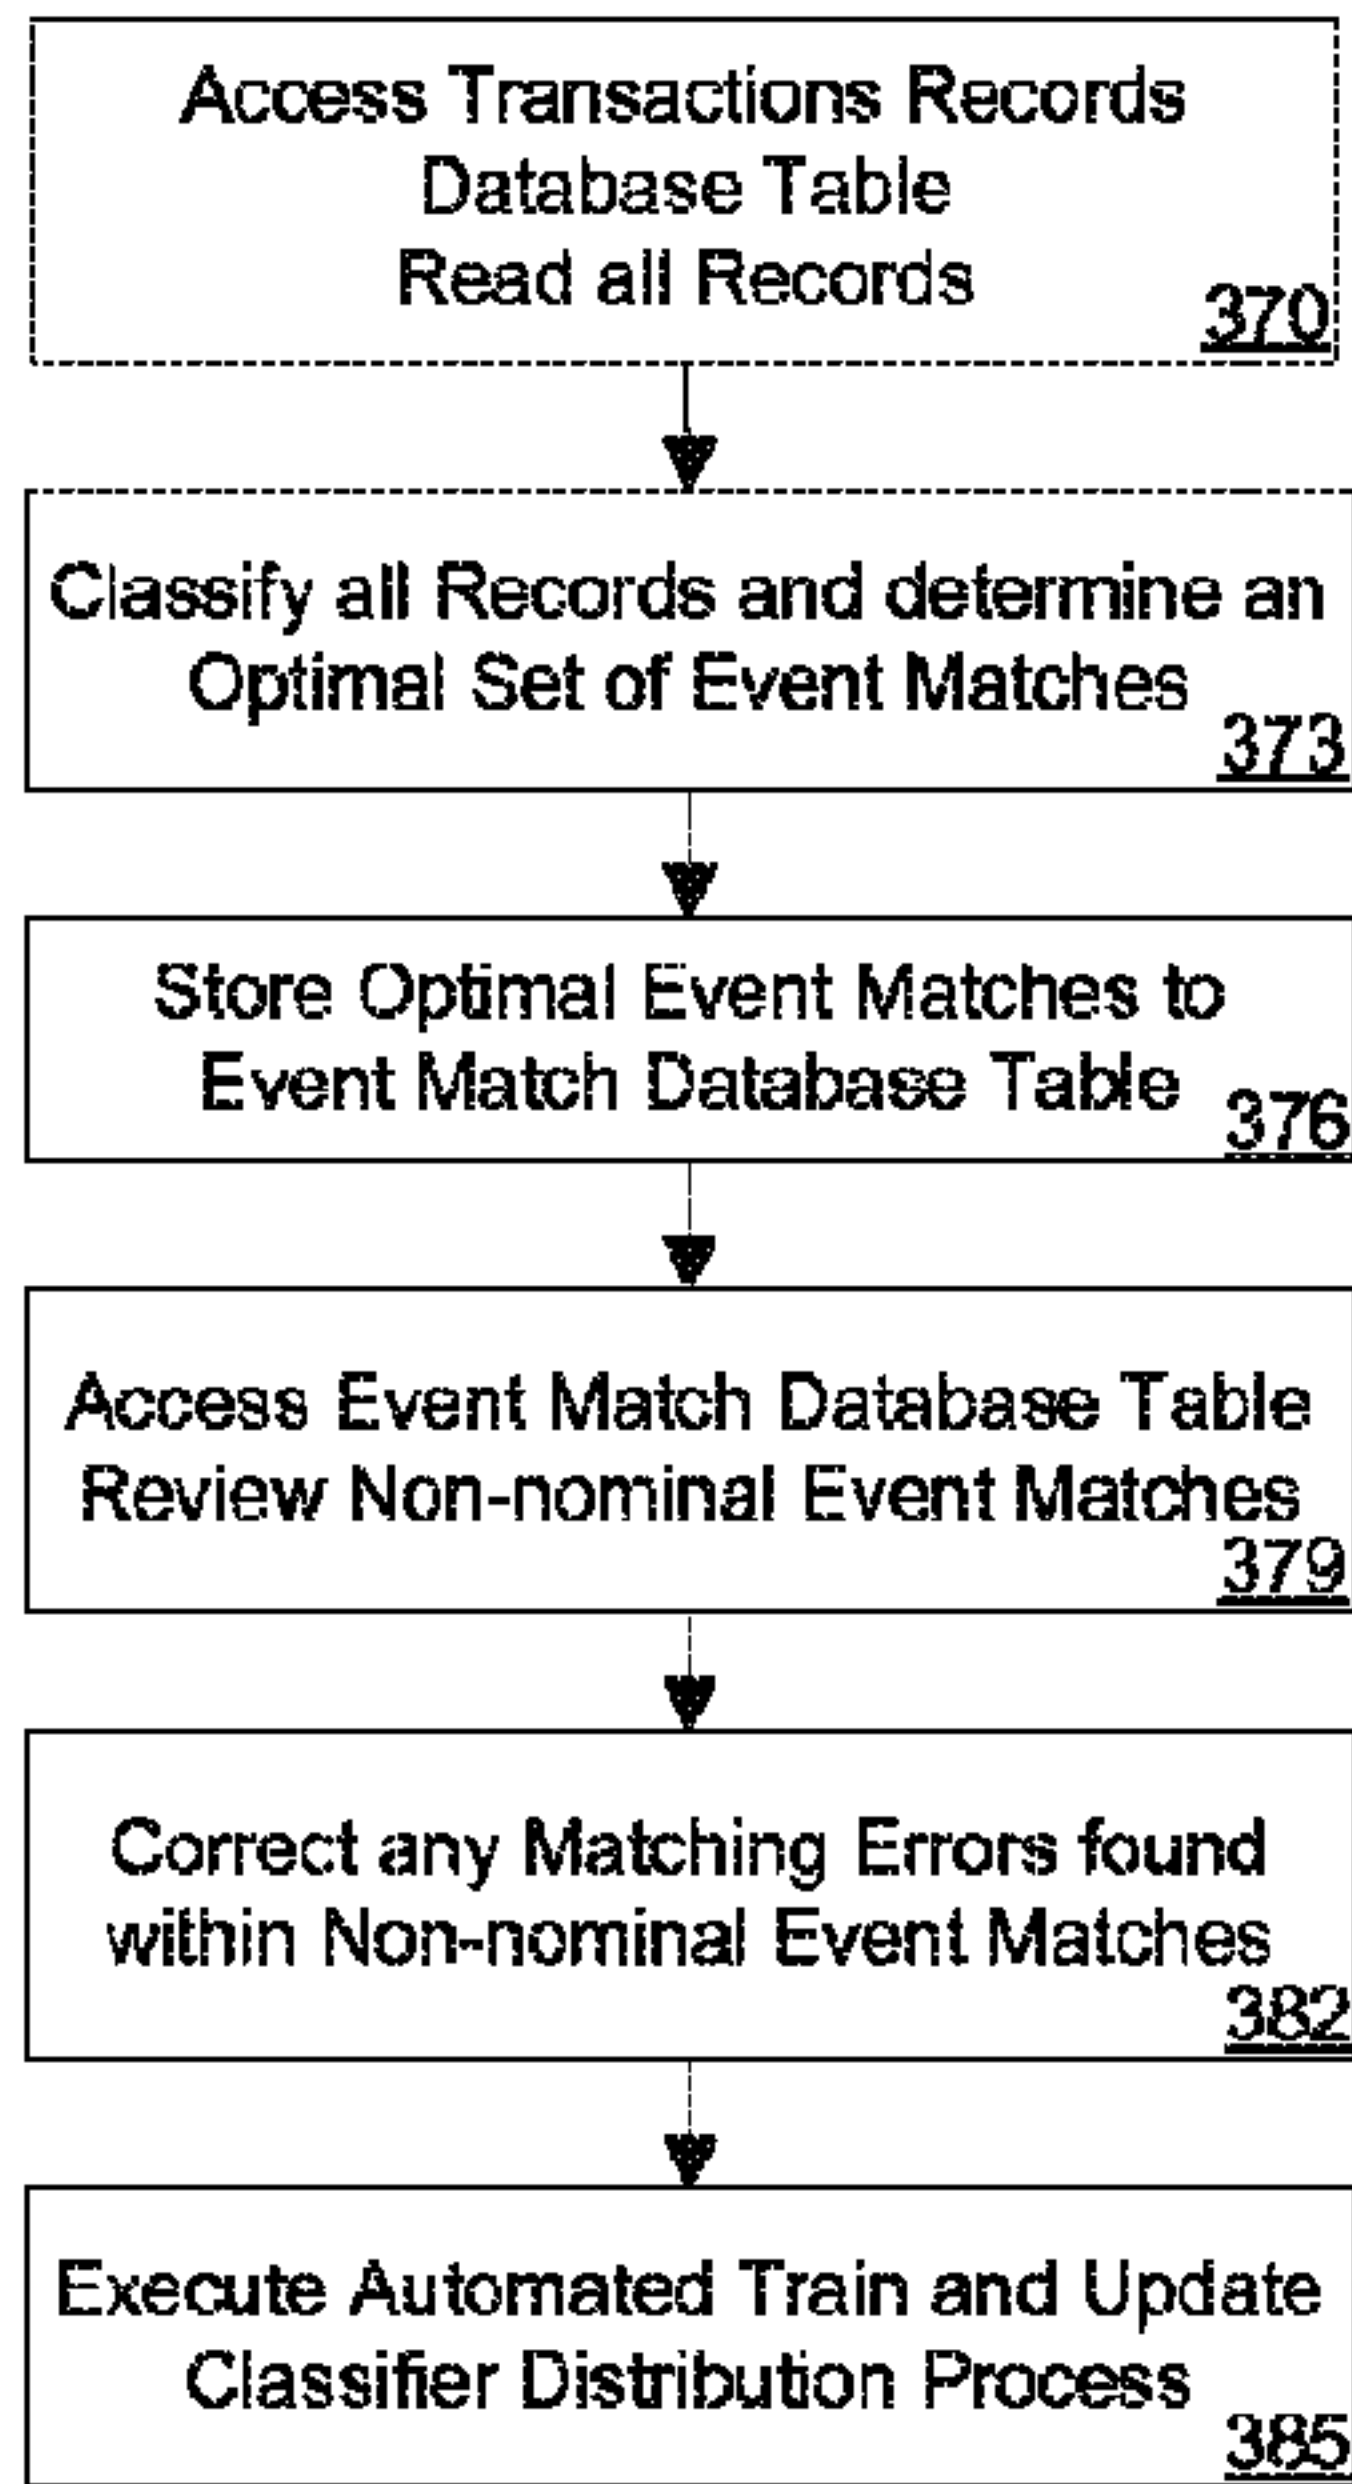 Access Transactions Records
Database Table
Read all Records
370
Classify all Records and determine an
Optimal Set of Event Matches
373
Store Optimal Event Matches to
Event Match Database Table
376
Access Event Match Database Table
Review Non-nominal Event Matches
379
Correct any Matching Errors found
within Non-nominal Event Matches
382
Execute Automated Train and Update
Classifier Distribution Process
385